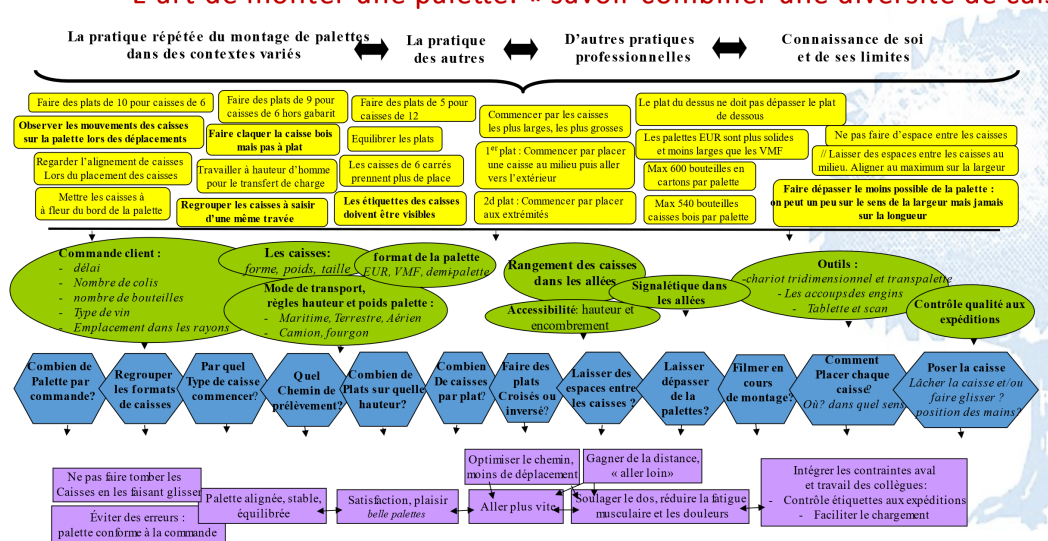 L'art de monter une palette: « savoir combiner une diversité de cais
La pratique répétée du montage de palettes
dans des contextes variés
La pratique
des autres
D'autres pratiques
professionnelles
Connaissance de soi
et de ses limites
Faire des plats de 10 pour caisses de 6
Observer les mouvements des caisses
sur la palette lors des déplacements
Regarder l'alignement de caisses
Lors du placement des caisses
Mettre les caisses à
à fleur du bord de la palette
Faire des plats de 9 pour
caisses de 6 hors gabarit
Faire claquer la caisse bois
mais pas à plat
Travailler à hauteur d'homme
pour le transfert de charge
Regrouper les caisses à saisir
d'une même travée
Faire des plats de 5 pour
caisses de 12
Equilibrer les plats
Les caisses de 6 carrés
prennent plus de place
Les étiquettes des caisses
doivent être visibles
Commencer par les caisses
les plus larges, les plus grosses
1er plat : Commencer par placer
une caisse au milieu puis aller
vers l'extérieur
2d plat : Commencer par placer
aux extrémités
Le plat du dessus ne doit pas dépasser le plat
de dessous
Les palettes EUR sont plus solides
et moins larges que les VMF
Max 600 bouteilles en
cartons par palette
Max 540 bouteilles
caisses bois par palette
Ne pas faire d'espace entre les caisses
// Laisser des espaces entre les caisses au
milieu. Aligner au maximum sur la largeur
Faire dépasser le moins possible de la palette :
on peut un peu sur le sens de la largeur mais jamais
sur la longueur
Commande client :
- délai
- Nombre de colis
- nombre de bouteilles
- Type de vin
- Emplacement dans les rayons
Les caisses:
forme, poids, taille
format de la palette
EUR, VMF, demi-palette
Mode de transport,
règles hauteur et poids palette :
- Maritime, Terrestre, Aérien
- Camion, fourgon
Rangement des caisses
dans les allées
Signalétique dans
les allées
Accessibilité: hauteur et
encombrement
Outils :
-chariot tridimensionnel et transpalette
- Les accoups des engins
- Tablette et scan
Contrôle qualité aux
expéditions
Combien de
Palette par
commande?
Regrouper
les formats
de caisses
Par quel
Type de caisse
commencer?
Quel
Chemin de
prélèvement?
Combien de
Plats sur quelle
hauteur?
Combien
De caisses
par plat?
Faire des
plats
Croisés ou
inversé?
Laisser des
espaces entre
les caisses ?
Laisser
dépasser
de la
palettes?
Filmer en
cours
de montage?
Comment
Placer chaque
caisse?
Où? dans quel sens
Poser la caisse
Lâcher la caisse et/ou
faire glisser ?
position des mains?
Ne pas faire tomber les
Caisses en les faisant glisser
Éviter des erreurs :
palette conforme à la commande
Palette alignée, stable,
équilibrée
Satisfaction, plaisir
belle palettes
Optimiser le chemin,
moins de déplacement
Aller plus vite
Gagner de la distance,
« aller loin»
Soulager le dos, réduire la fatigue
musculaire et les douleurs
Intégrer les contraintes aval
et travail des collègues:
- Contrôle étiquettes aux expéditions
- Faciliter le chargement